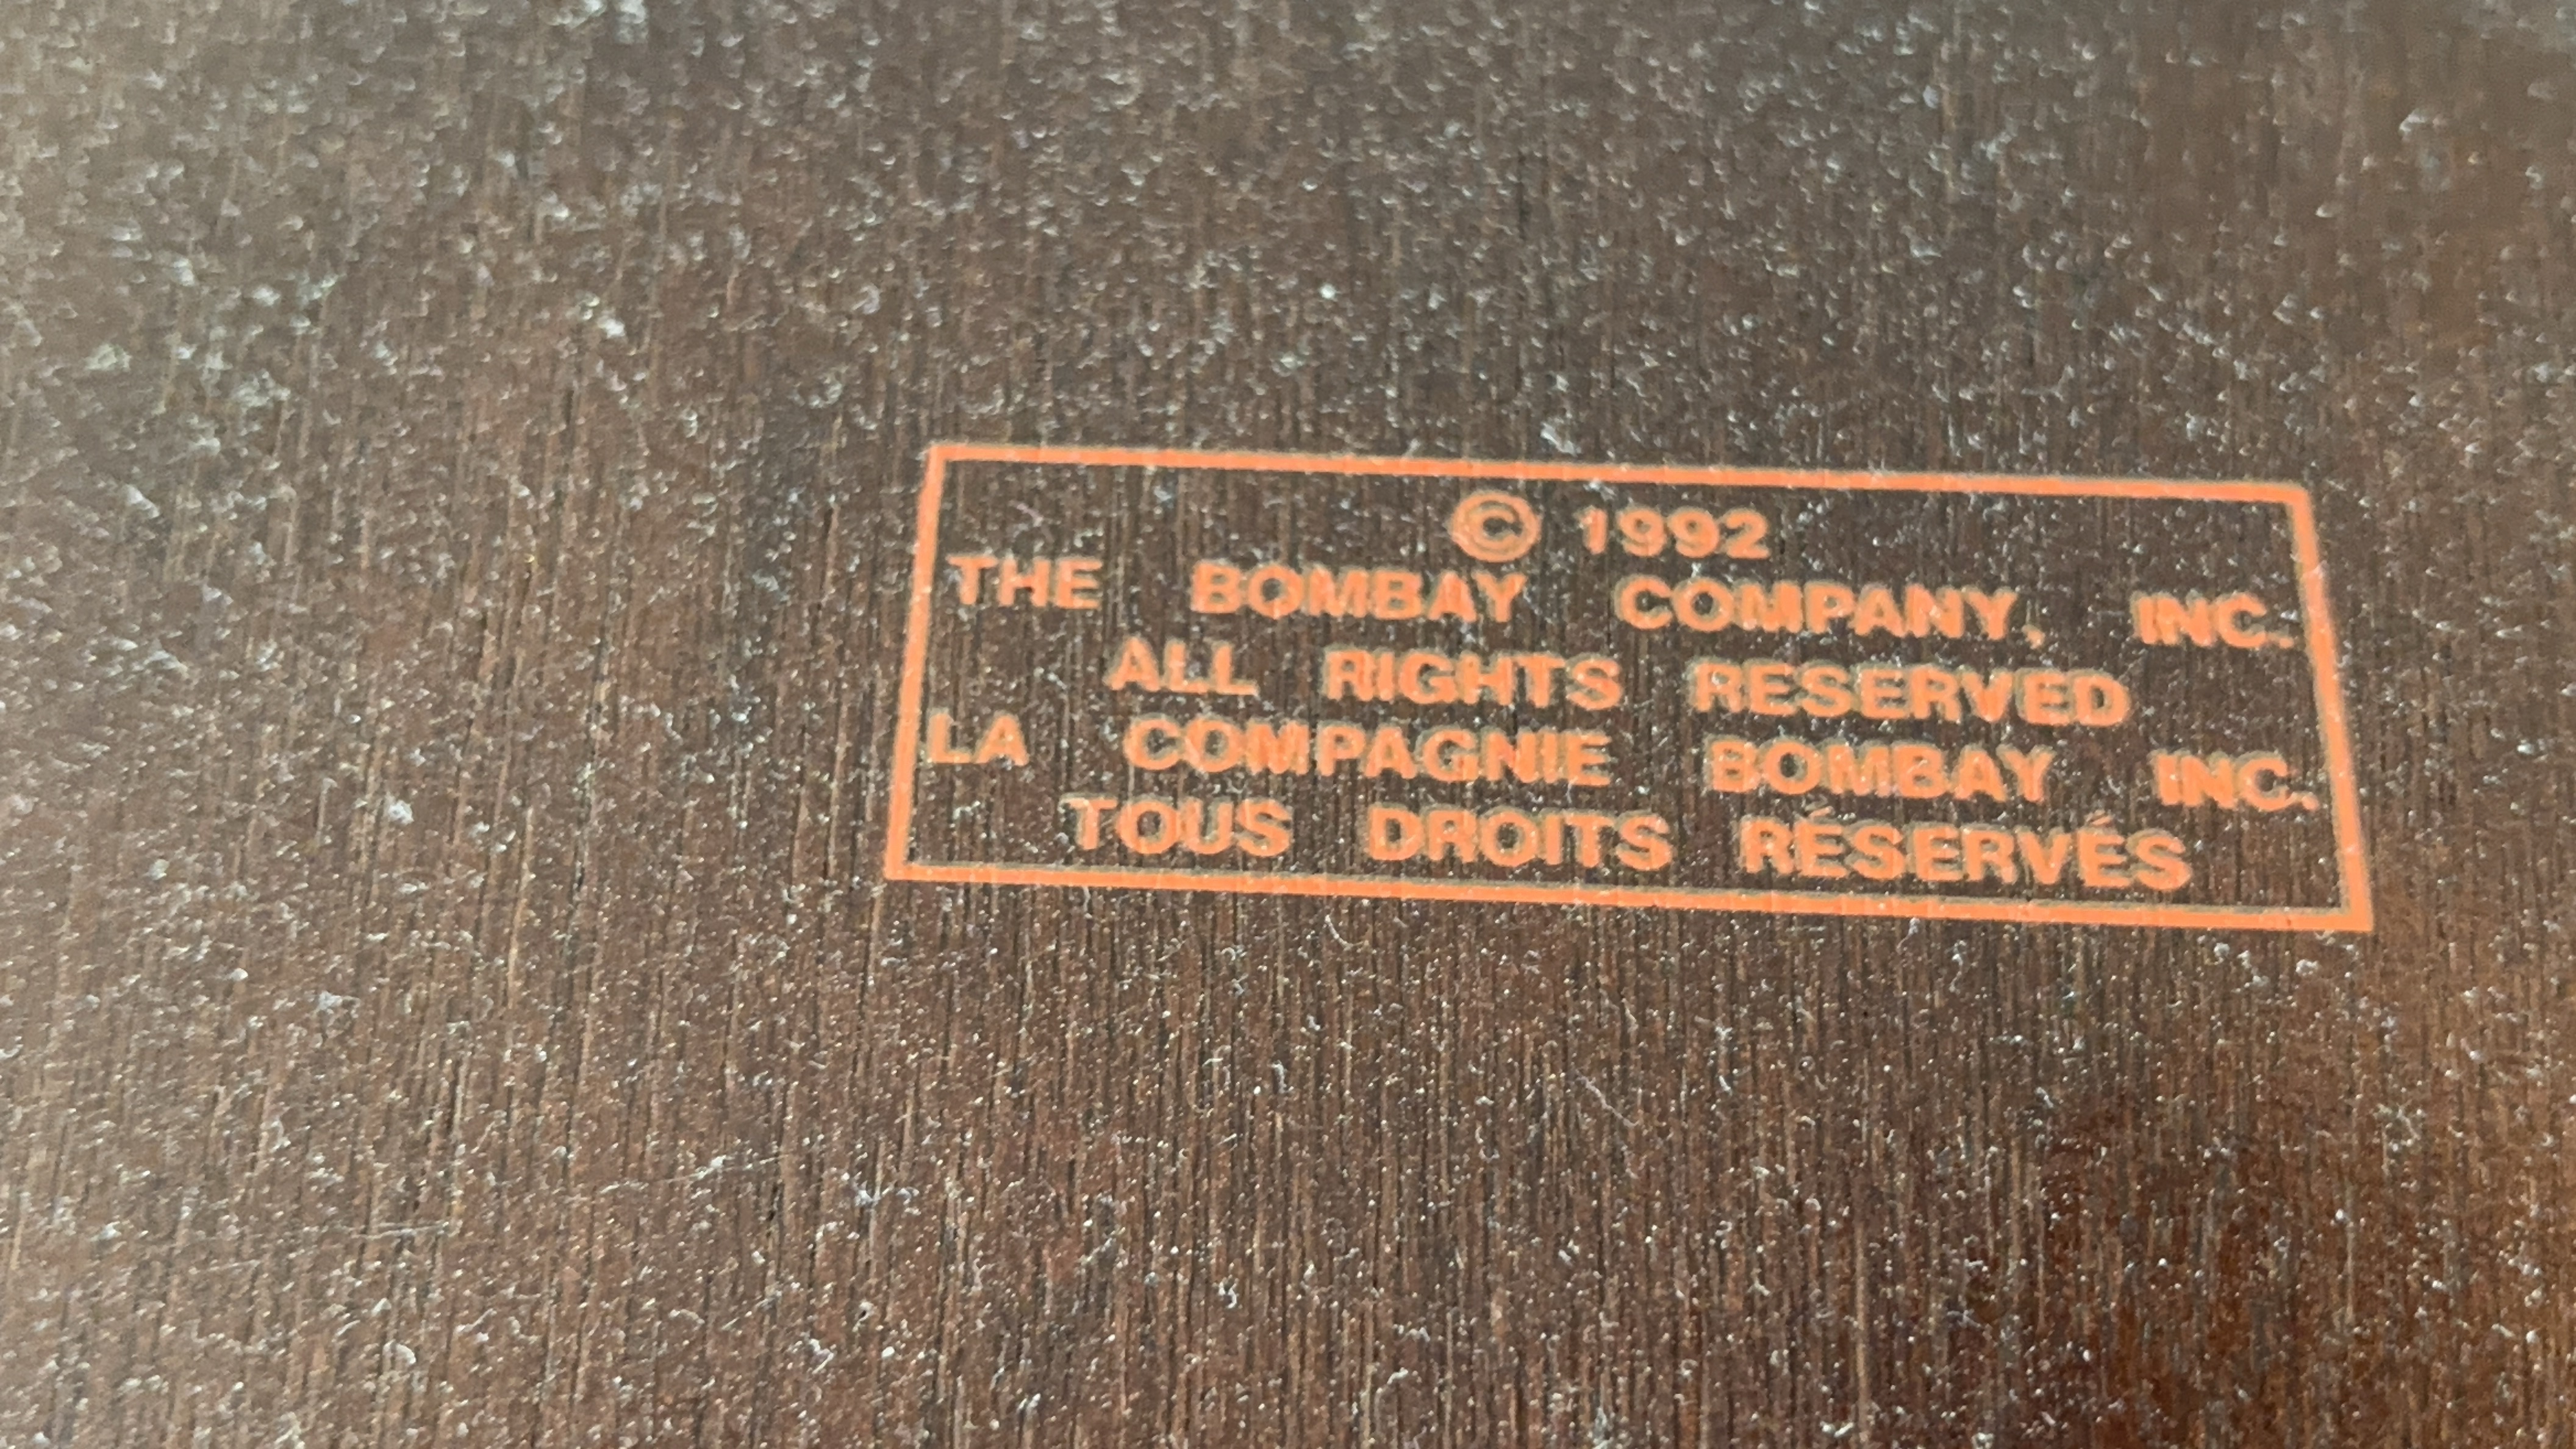 © 1992
THE BOMBAY COMPANY, INC.
ALL RIGHTS RESERVED
LA COMPAGNIE BOMBAY INC.
TOUS DROITS RÉSERVÉS